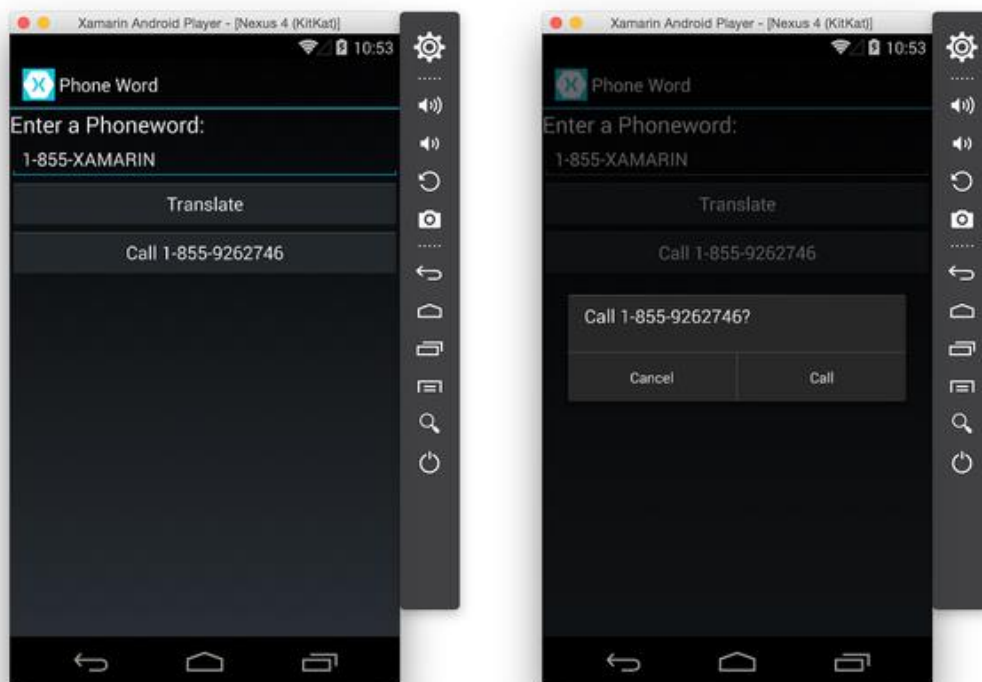 Xamarin Android Player - [Nexus 4 (KitKat)]
10:53
Phone Word
Enter a Phoneword:
1-855-XAMARIN
Translate
Call 1-855-9262746
Xamarin Android Player - [Nexus 4 (KitKat)]
10:53
Phone Word
Enter a Phoneword:
1-855-XAMARIN
Translate
Call 1-855-9262746
Call 1-855-9262746?
Cancel Call